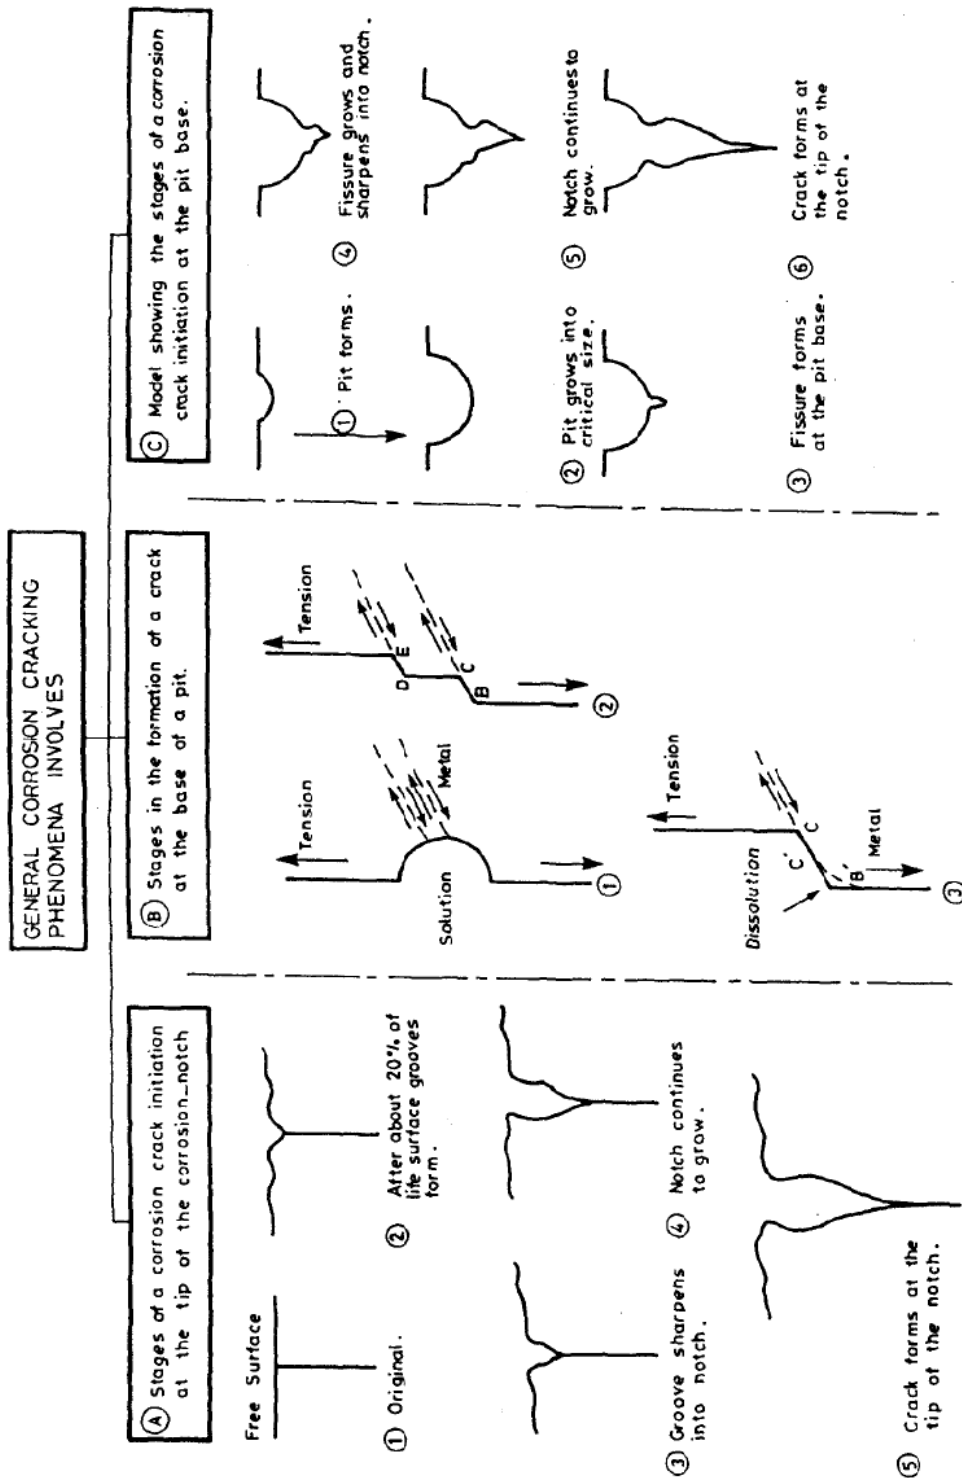 GENERAL CORROSION CRACKING
PHENOMENA INVOLVES
A Stages of a corrosion crack initiation
at the tip of the corrosion_notch
Free Surface
1 Original.
2 After about 20% of
life surface grooves
form.
3 Groove sharpens
into notch.
4 Notch continues
to grow.
5 Crack forms at the
tip of the notch.
B Stages in the formation of a crack
at the base of a pit.
Tension
Solution
Metal
1
Tension
E
D
C
B
2
Tension
Dissolution
C'
C
B'
Metal
3
C Model showing the stages of a corrosion
crack initiation at the pit base.
1 Pit forms.
2 Pit grows into
critical size.
3 Fissure forms
at the pit base.
4 Fissure grows and
sharpens into notch.
5 Notch continues to
grow.
6 Crack forms at
the tip of the
notch.